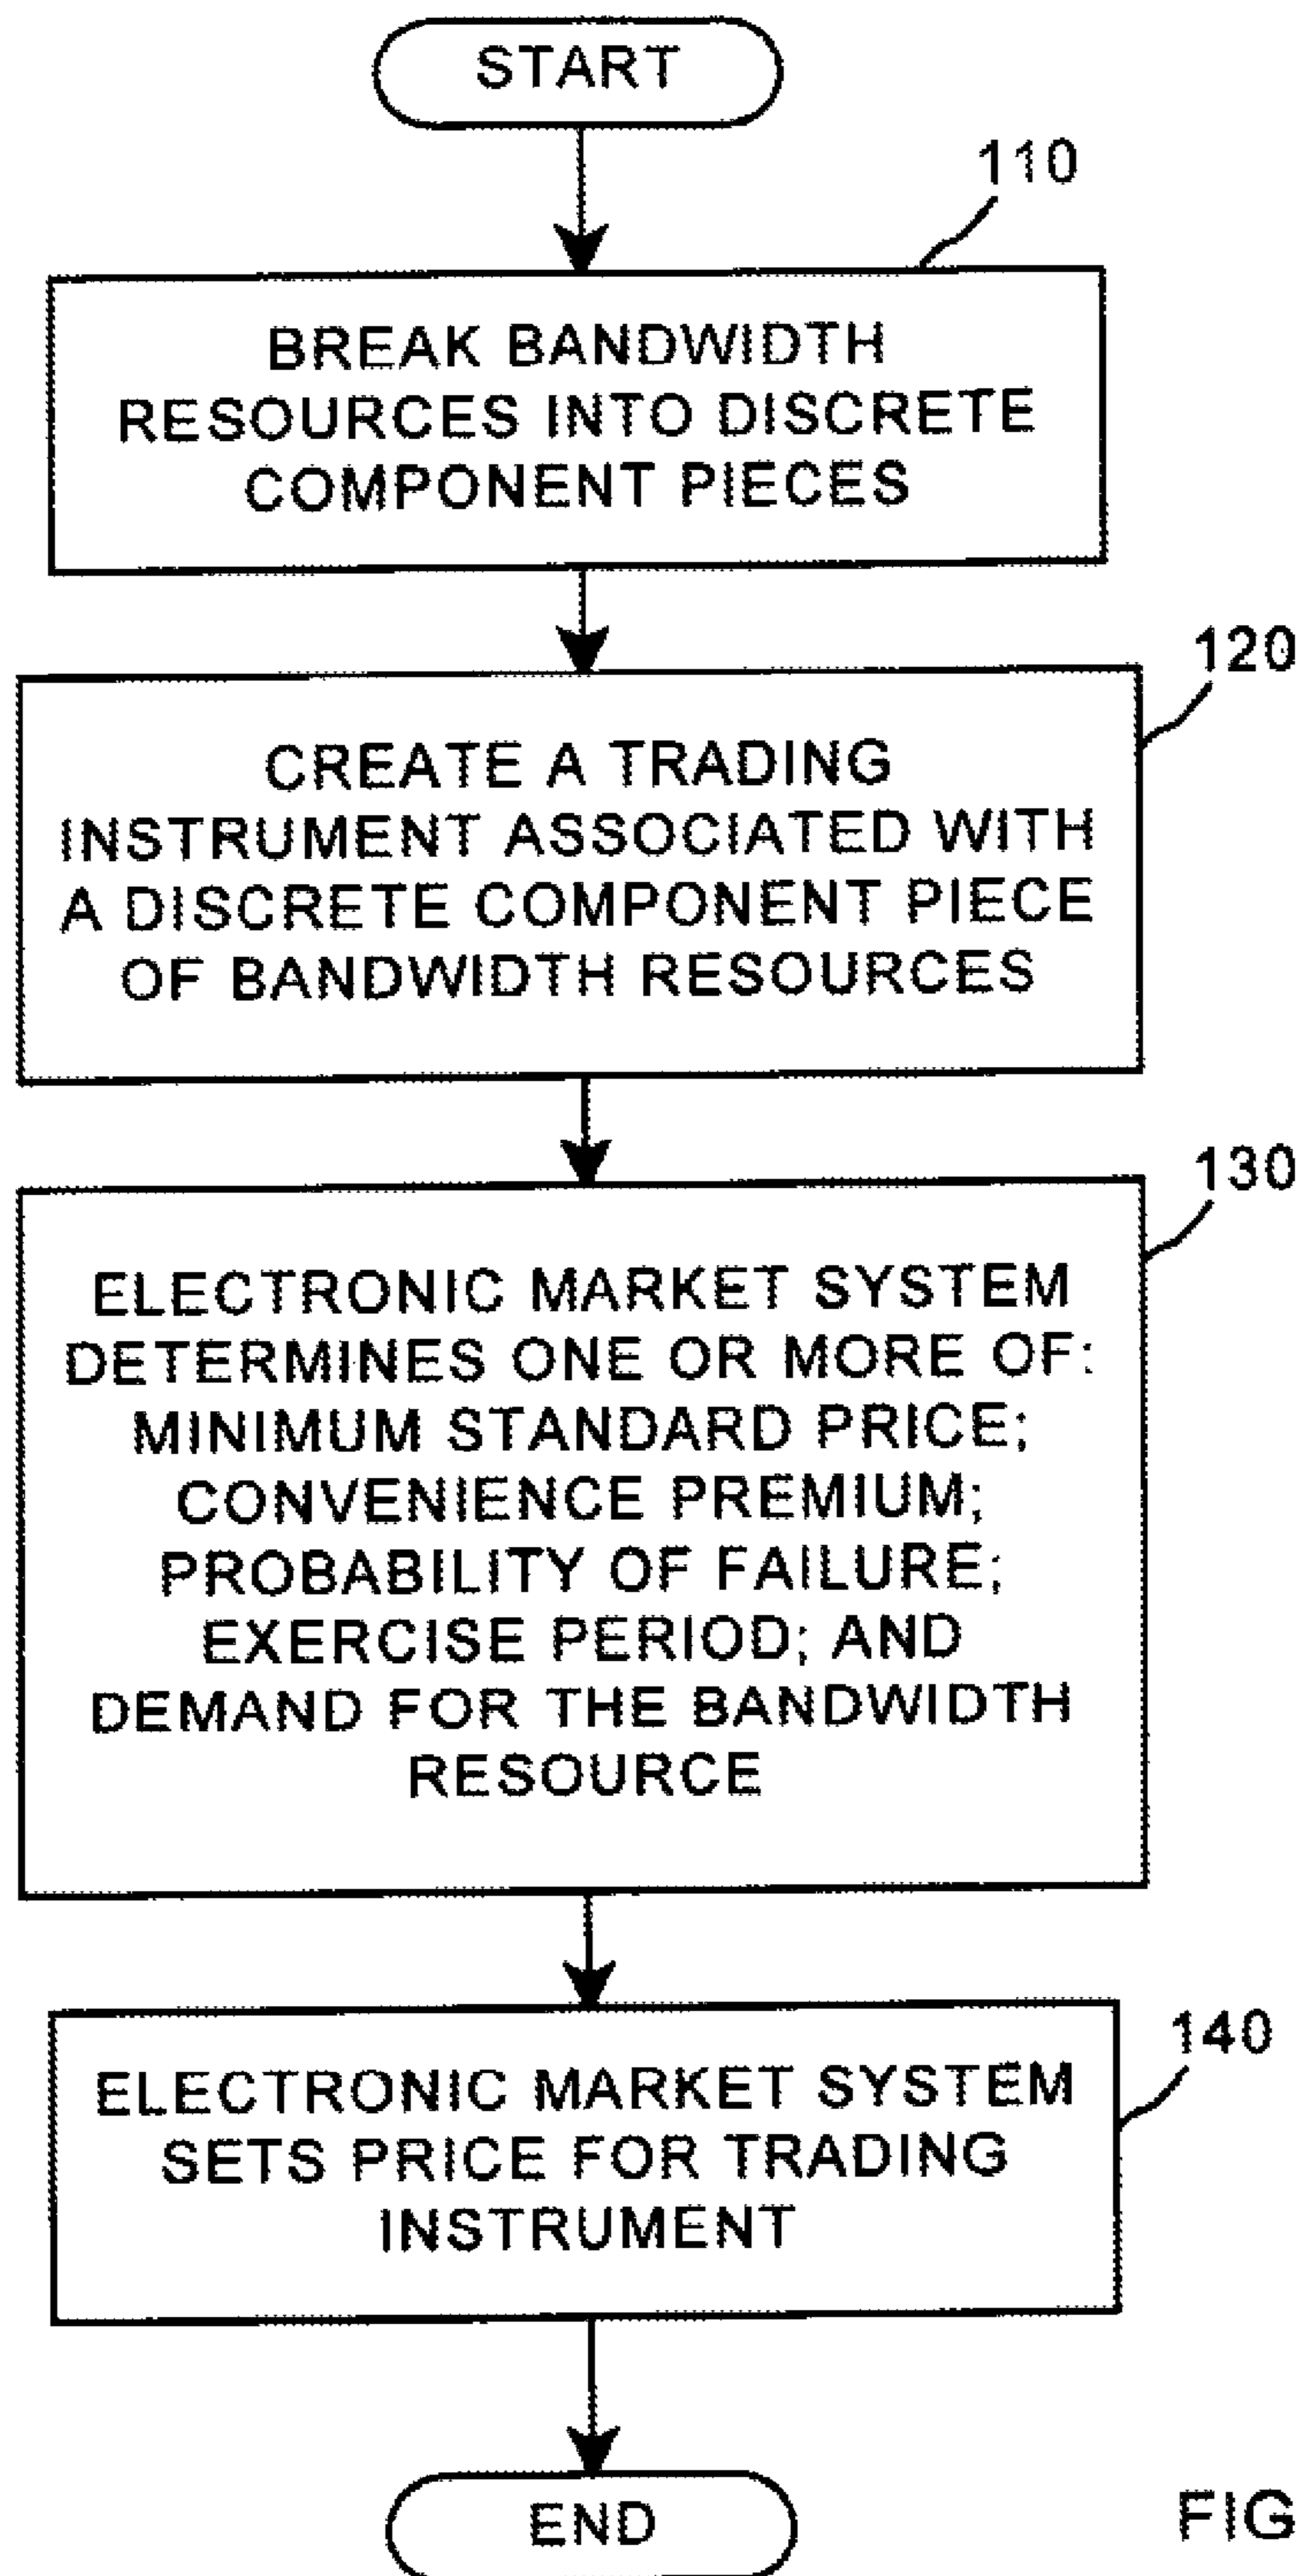 START
110
BREAK BANDWIDTH
RESOURCES INTO DISCRETE
COMPONENT PIECES
120
CREATE A TRADING
INSTRUMENT ASSOCIATED WITH
A DISCRETE COMPONENT PIECE
OF BANDWIDTH RESOURCES
130
ELECTRONIC MARKET SYSTEM
DETERMINES ONE OR MORE OF:
MINIMUM STANDARD PRICE;
CONVENIENCE PREMIUM;
PROBABILITY OF FAILURE;
EXERCISE PERIOD; AND
DEMAND FOR THE BANDWIDTH
RESOURCE
140
ELECTRONIC MARKET SYSTEM
SETS PRICE FOR TRADING
INSTRUMENT
END
FIG